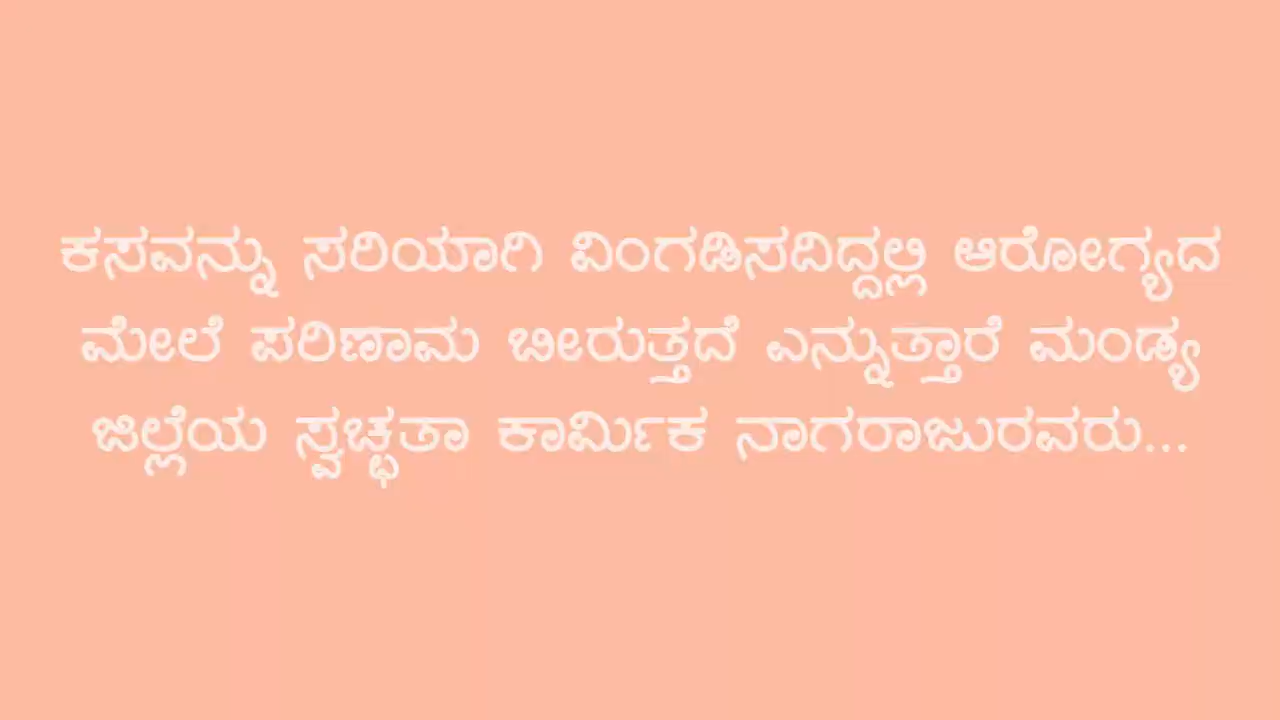 ಕಸವನ್ನು ಸರಿಯಾಗಿ ವಿಂಗಡಿಸದಿದ್ದಲ್ಲಿ ಆರೋಗ್ಯದ
ಮೇಲೆ ಪರಿಣಾಮ ಬೀರುತ್ತದೆ ಎನ್ನುತ್ತಾರೆ ಮಂಡ್ಯ
ಜಿಲ್ಲೆಯ ಸ್ವಚ್ಛತಾ ಕಾರ್ಮಿಕ ನಾಗರಾಜುರವರು...